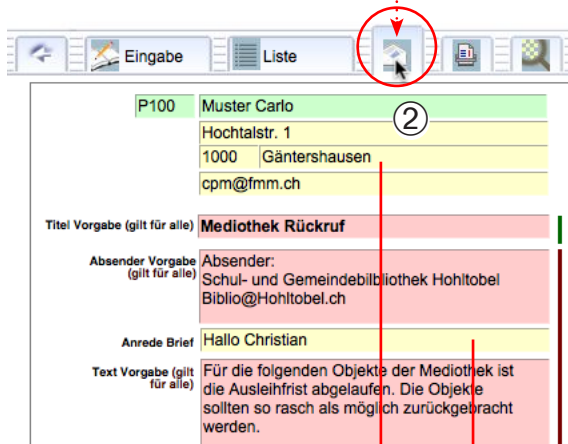 Eingabe Liste
②
P100 Muster Carlo
Hochtalstr. 1
1000 Gäntershausen
cpm@fmm.ch
Titel Vorgabe (gilt für alle) Mediothek Rückruf
Absender Vorgabe (gilt für alle)
Absender:
Schul- und Gemeindebilbliothek Hohltobel
Biblio@Hohltobel.ch
Anrede Brief Hallo Christian
Text Vorgabe (gilt für alle)
Für die folgenden Objekte der Mediothek ist
die Ausleihfrist abgelaufen. Die Objekte
sollten so rasch als möglich zurückgebracht
werden.